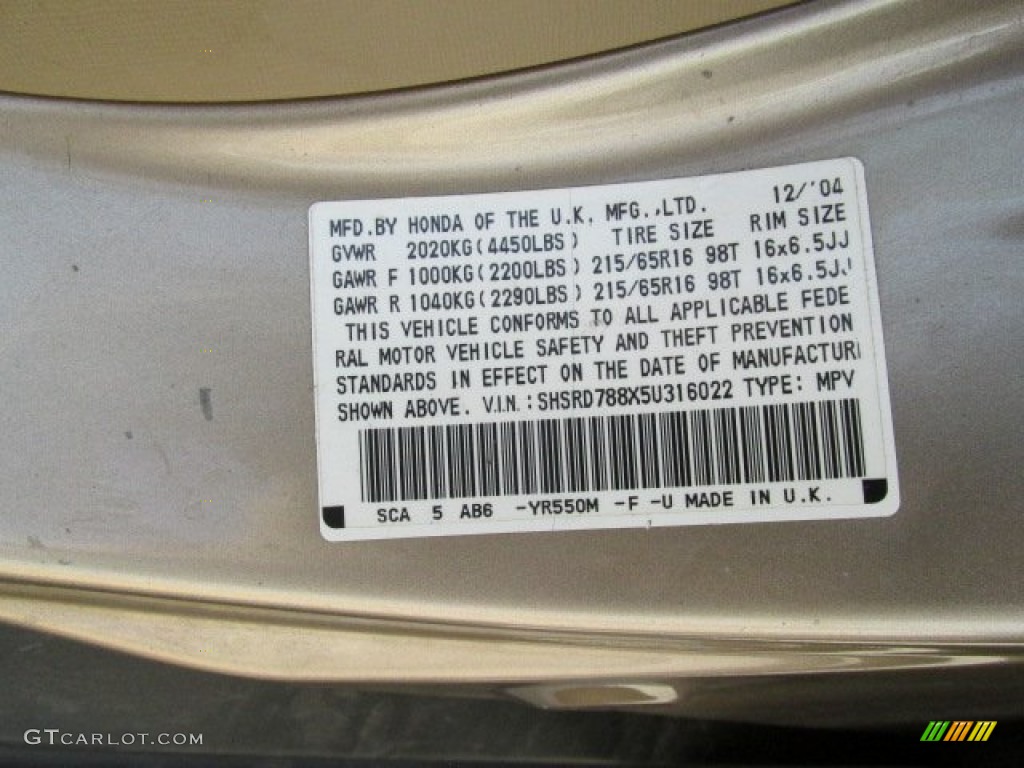 MFD.BY HONDA OF THE U.K. MFG.,LTD. 12/'04
GVWR 2020KG(4450LBS) TIRE SIZE RIM SIZE
GAWR F 1000KG(2200LBS) 215/65R16 98T 16x6.5JJ
GAWR R 1040KG(2290LBS) 215/65R16 98T 16x6.5JJ
THIS VEHICLE CONFORMS TO ALL APPLICABLE FEDE
RAL MOTOR VEHICLE SAFETY AND THEFT PREVENTION
STANDARDS IN EFFECT ON THE DATE OF MANUFACTURE
SHOWN ABOVE. V.I.N.: SHSRD788X5U316022 TYPE: MPV
SCA 5 AB6 -YR550M -F -U MADE IN U.K.
GTCARLOT.COM